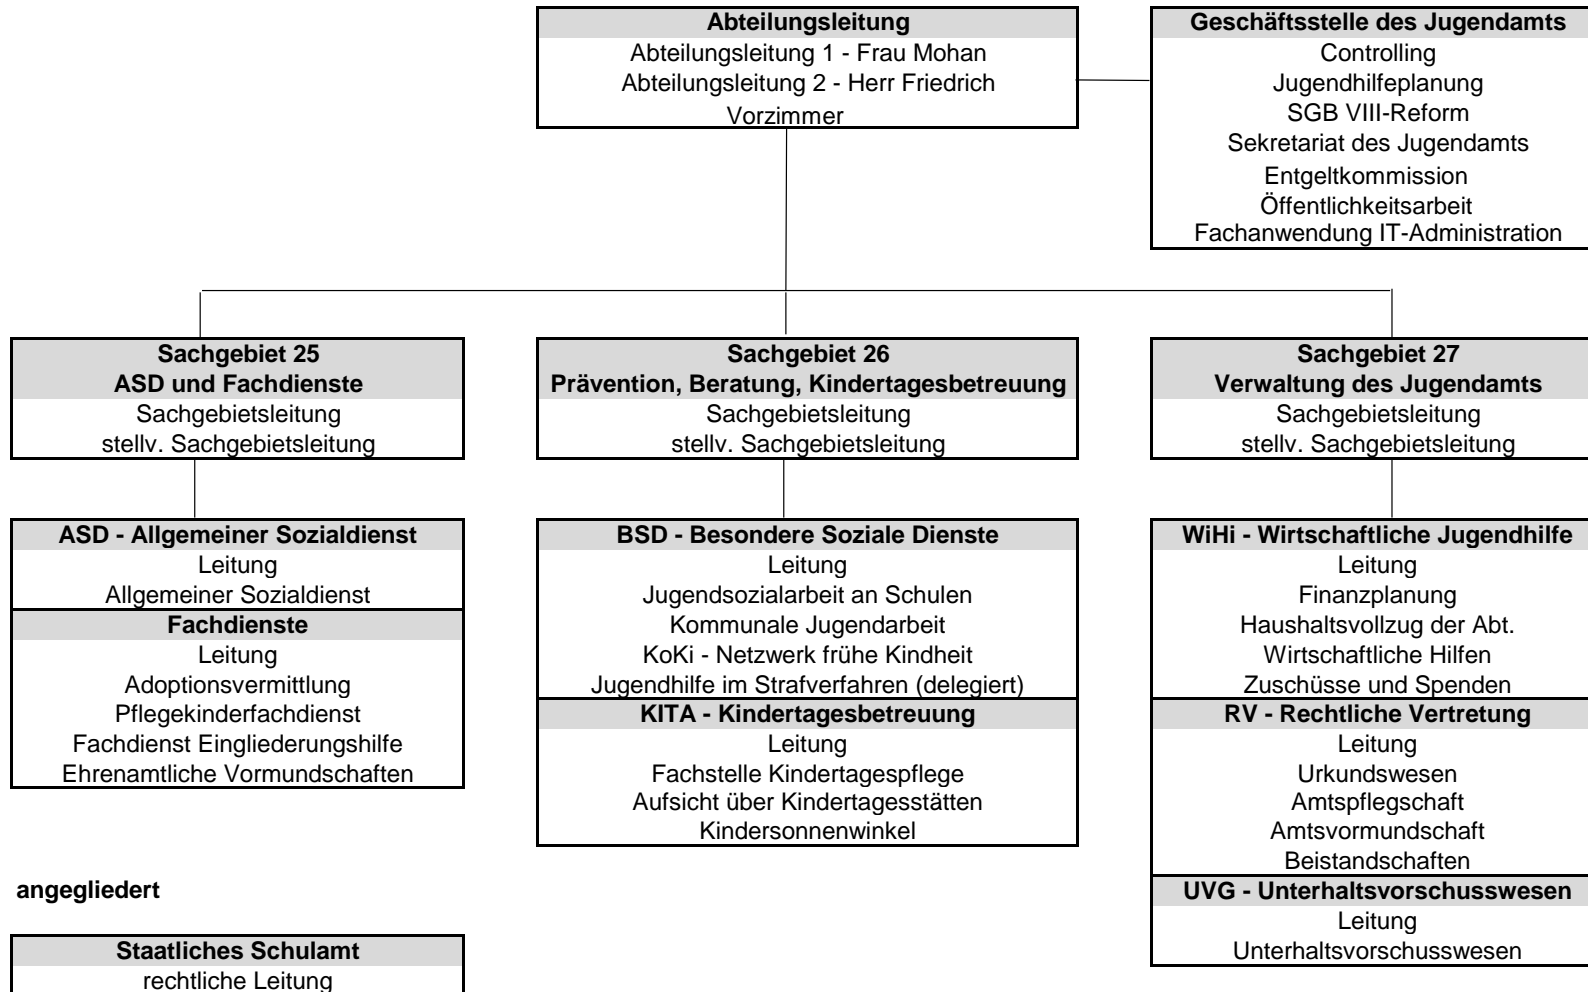 Abteilungsleitung
Abteilungsleitung 1 - Frau Mohan
Abteilungsleitung 2 - Herr Friedrich
Vorzimmer
Geschäftsstelle des Jugendamts
Controlling
Jugendhilfeplanung
SGB VIII-Reform
Sekretariat des Jugendamts
Entgeltkommission
Öffentlichkeitsarbeit
Fachanwendung IT-Administration
Sachgebiet 25
ASD und Fachdienste
Sachgebietsleitung
stellv. Sachgebietsleitung
Sachgebiet 26
Prävention, Beratung, Kindertagesbetreuung
Sachgebietsleitung
stellv. Sachgebietsleitung
Sachgebiet 27
Verwaltung des Jugendamts
Sachgebietsleitung
stellv. Sachgebietsleitung
ASD - Allgemeiner Sozialdienst
Leitung
Allgemeiner Sozialdienst
Fachdienste
Leitung
Adoptionsvermittlung
Pflegekinderfachdienst
Fachdienst Eingliederungshilfe
Ehrenamtliche Vormundschaften
BSD - Besondere Soziale Dienste
Leitung
Jugendsozialarbeit an Schulen
Kommunale Jugendarbeit
KoKi - Netzwerk frühe Kindheit
Jugendhilfe im Strafverfahren (delegiert)
KITA - Kindertagesbetreuung
Leitung
Fachstelle Kindertagespflege
Aufsicht über Kindertagesstätten
Kindersonnenwinkel
WiHi - Wirtschaftliche Jugendhilfe
Leitung
Finanzplanung
Haushaltsvollzug der Abt.
Wirtschaftliche Hilfen
Zuschüsse und Spenden
RV - Rechtliche Vertretung
Leitung
Urkundswesen
Amtspflegschaft
Amtsvormundschaft
Beistandschaften
UVG - Unterhaltsvorschusswesen
Leitung
Unterhaltsvorschusswesen
angegliedert
Staatliches Schulamt
rechtliche Leitung